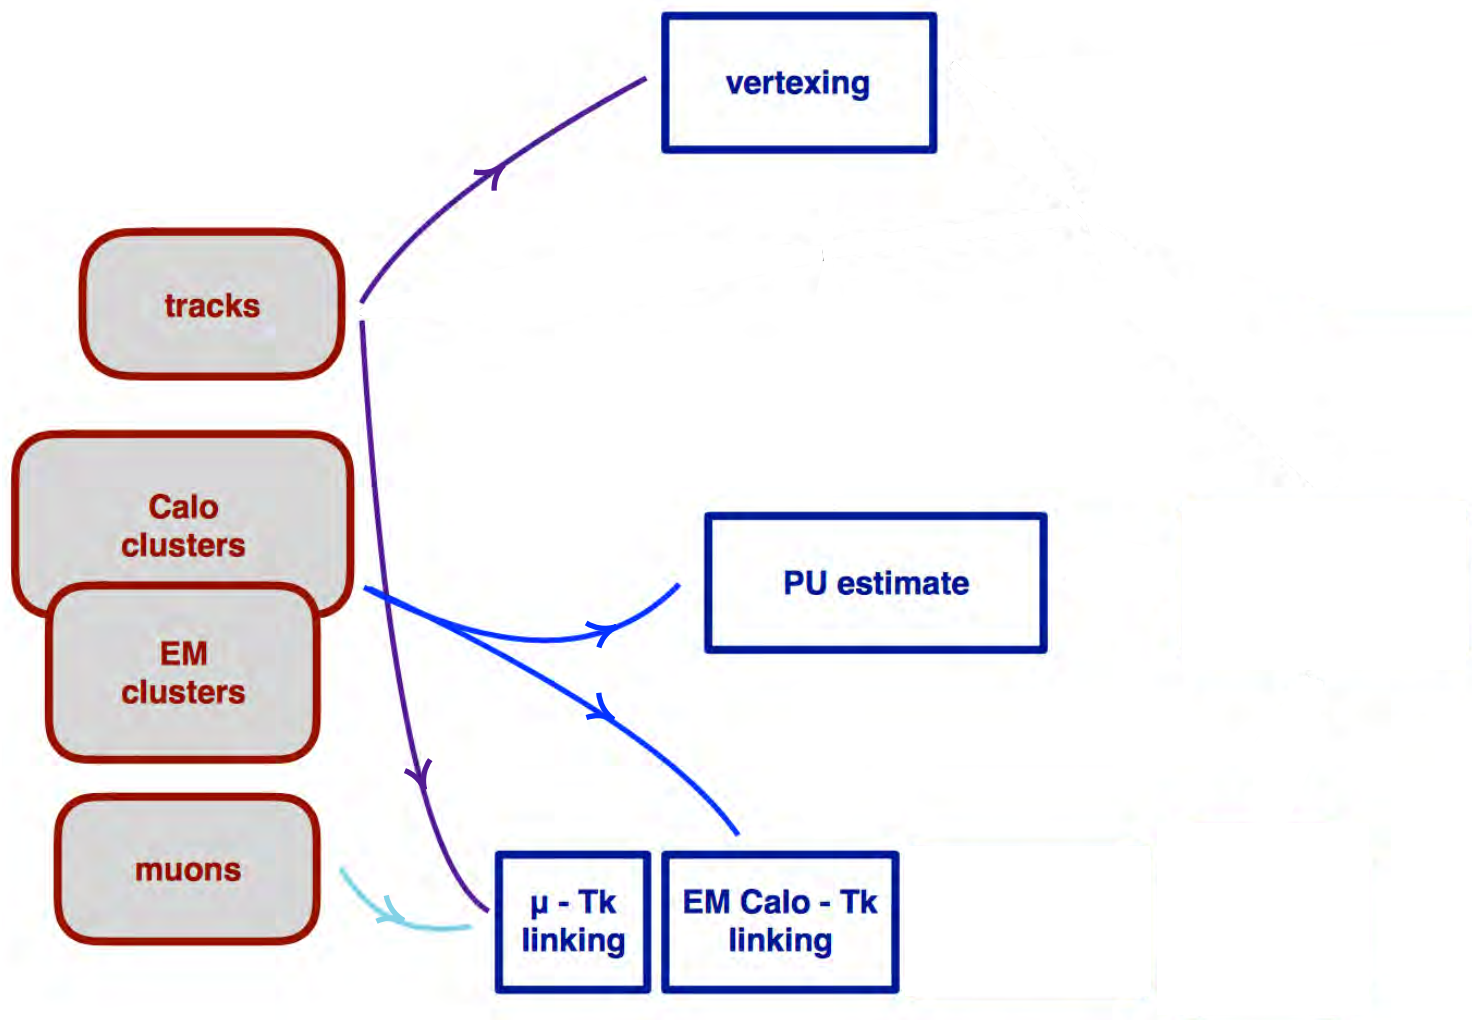 vertexing
tracks
Calo
clusters
PU estimate
EM
clusters
muons
µ - Tk
linking
EM Calo - Tk
linking